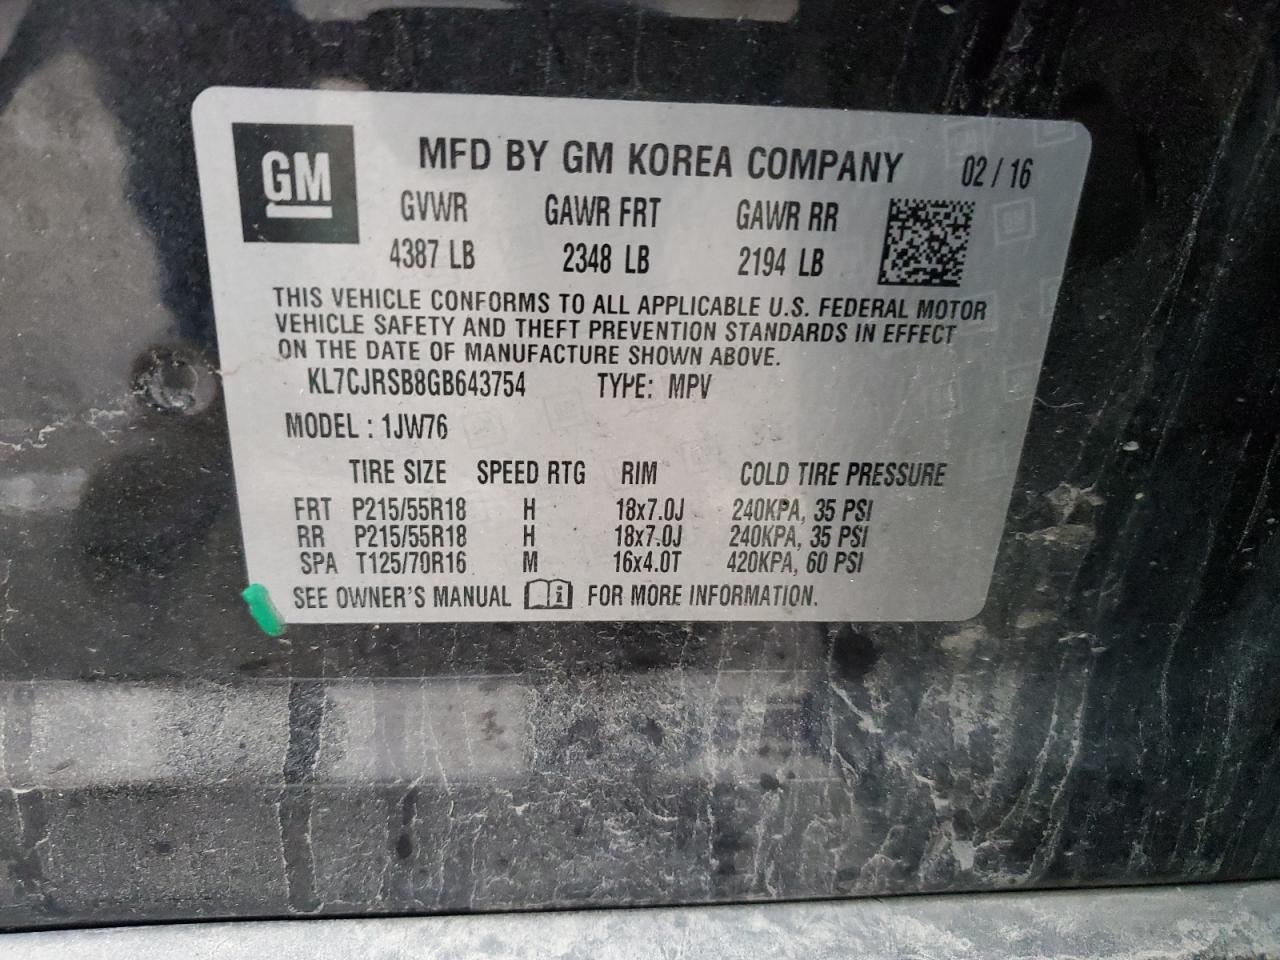 GM
MFD BY GM KOREA COMPANY 02 / 16
GVWR GAWR FRT GAWR RR
4387 LB 2348 LB 2194 LB
THIS VEHICLE CONFORMS TO ALL APPLICABLE U.S. FEDERAL MOTOR
VEHICLE SAFETY AND THEFT PREVENTION STANDARDS IN EFFECT
ON THE DATE OF MANUFACTURE SHOWN ABOVE.
KL7CJRSB8GB643754 TYPE: MPV
MODEL : 1JW76
TIRE SIZE SPEED RTG RIM COLD TIRE PRESSURE
FRT P215/55R18 H 18x7.0J 240KPA, 35 PSI
RR P215/55R18 H 18x7.0J 240KPA, 35 PSI
SPA T125/70R16 M 16x4.0T 420KPA, 60 PSI
SEE OWNER'S MANUAL i FOR MORE INFORMATION.